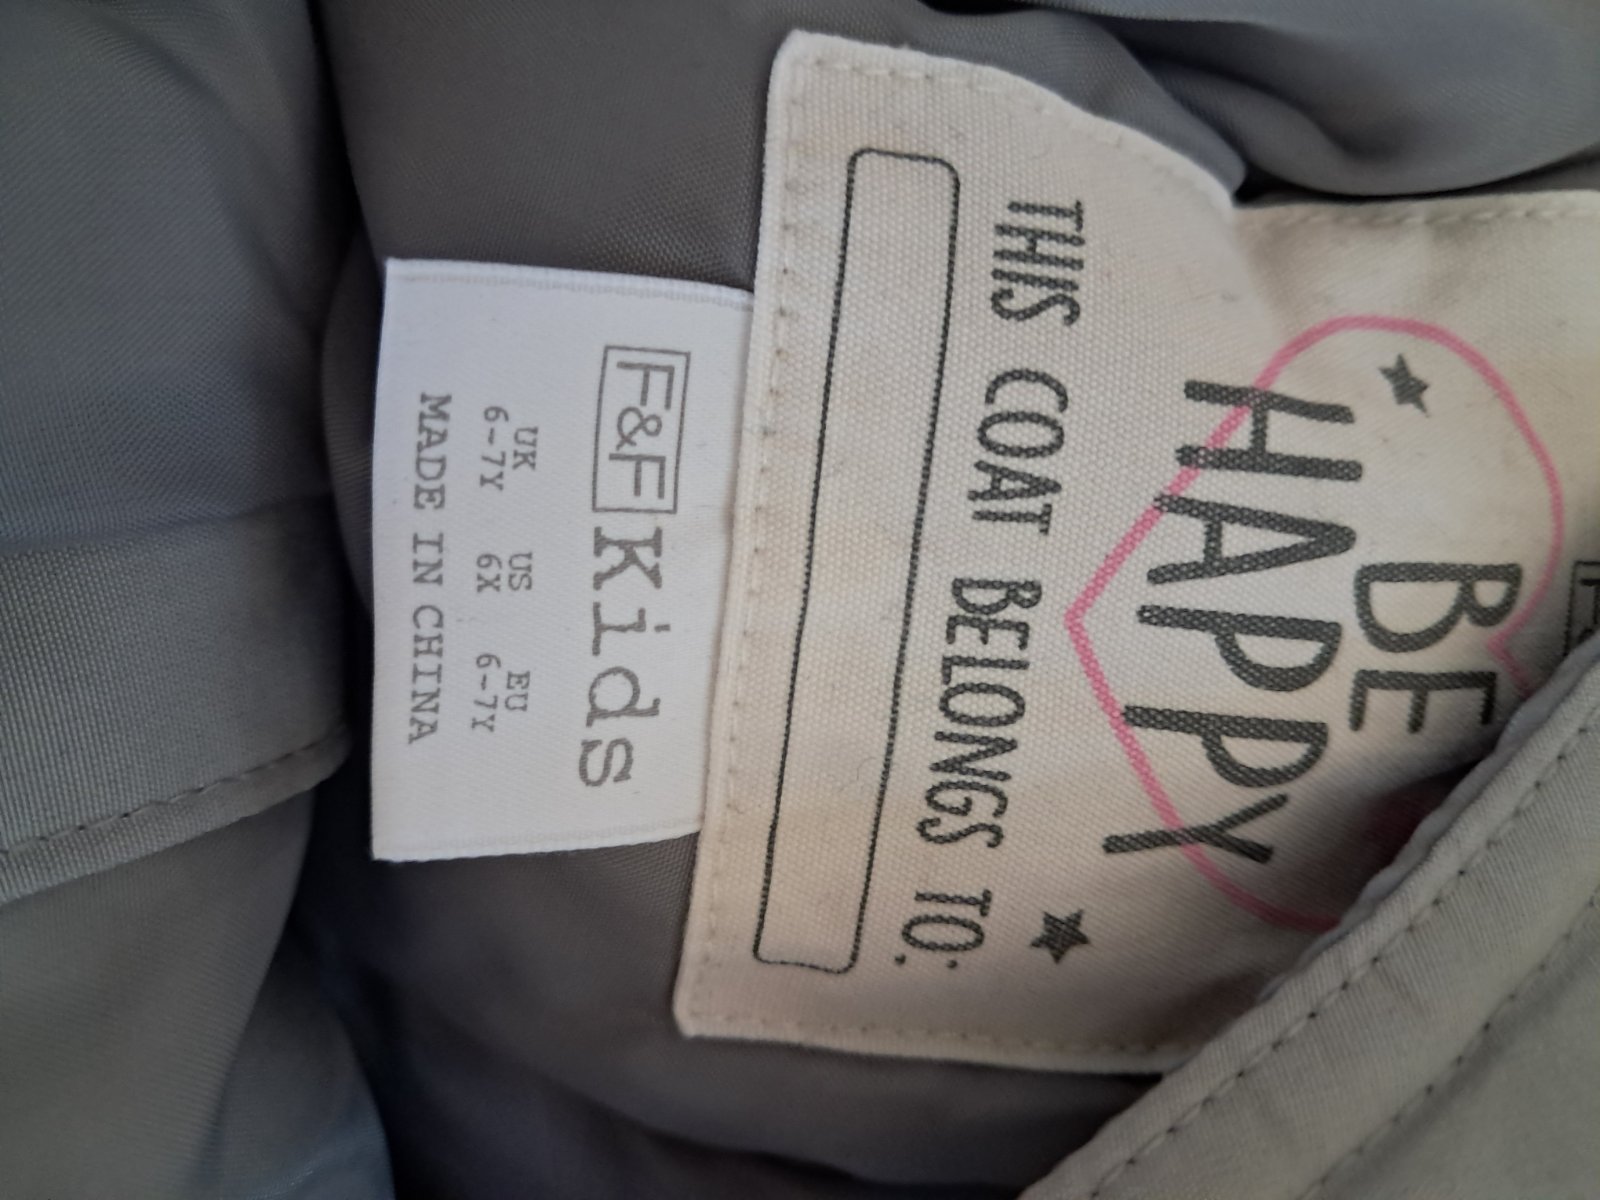 BE
HAPPY
THIS COAT BELONGS TO:
F&F Kids
UK US EU
6-7Y 6X 6-7Y
MADE IN CHINA